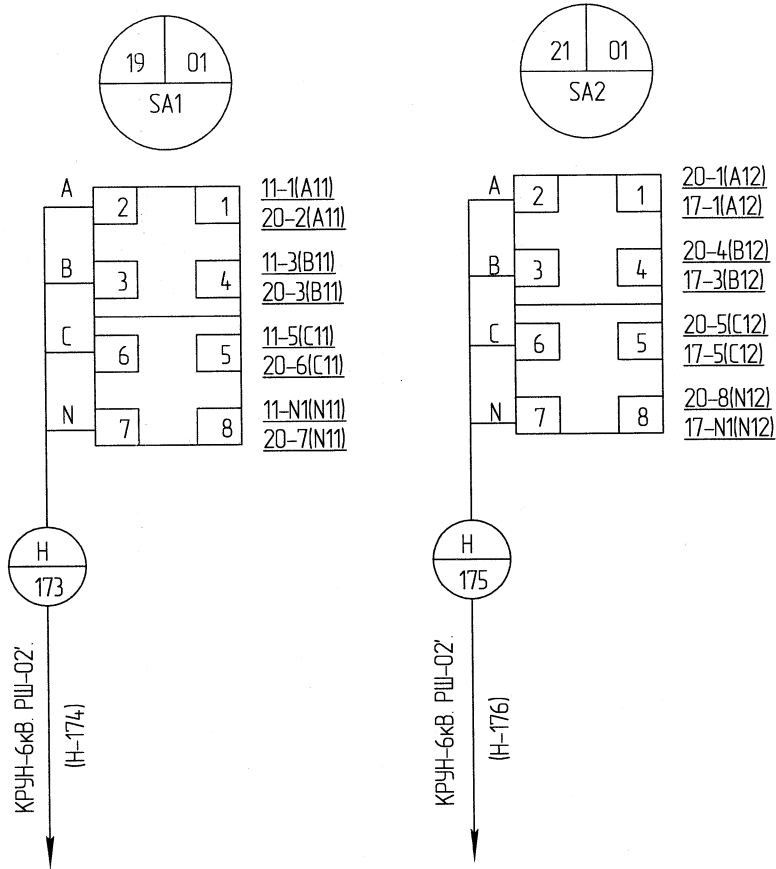 19 01
SA1
A
2 1
11-1(A11)
20-2(A11)
B
3 4
11-3(B11)
20-3(B11)
C
6 5
11-5(C11)
20-6(C11)
N
7 8
11-N1(N11)
20-7(N11)
Н
173
КРУН-6кВ. РШ-02'.
(Н-174)
21 01
SA2
A
2 1
20-1(A12)
17-1(A12)
B
3 4
20-4(B12)
17-3(B12)
C
6 5
20-5(C12)
17-5(C12)
N
7 8
20-8(N12)
17-N1(N12)
Н
175
КРУН-6кВ. РШ-02'.
(Н-176)